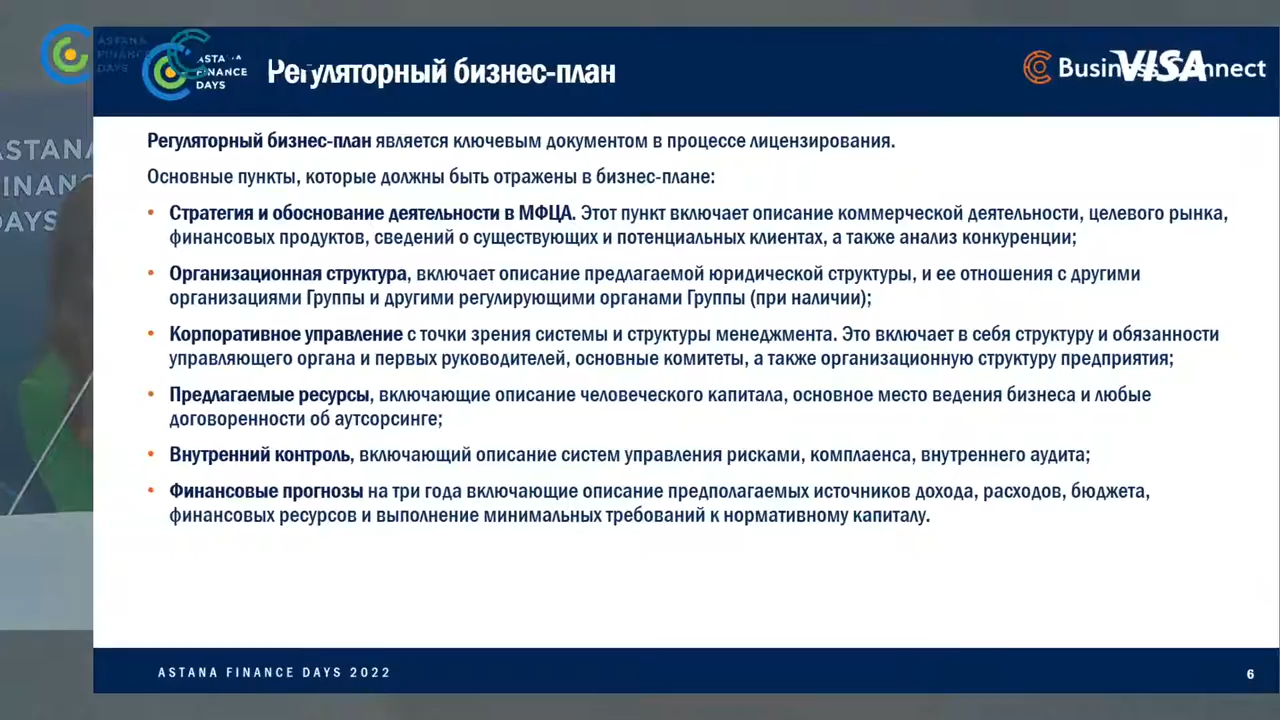 ASTANA
FINANCE
DAYS
ASTANA
FINANCE
DAYS
Регуляторный бизнес-план
Business Connect
VISA
Регуляторный бизнес-план является ключевым документом в процессе лицензирования.
Основные пункты, которые должны быть отражены в бизнес-плане:
• Стратегия и обоснование деятельности в МФЦА. Этот пункт включает описание коммерческой деятельности, целевого рынка,
финансовых продуктов, сведений о существующих и потенциальных клиентах, а также анализ конкуренции;
• Организационная структура, включает описание предлагаемой юридической структуры, и ее отношения с другими
организациями Группы и другими регулирующими органами Группы (при наличии);
• Корпоративное управление с точки зрения системы и структуры менеджмента. Это включает в себя структуру и обязанности
управляющего органа и первых руководителей, основные комитеты, а также организационную структуру предприятия;
• Предлагаемые ресурсы, включающие описание человеческого капитала, основное место ведения бизнеса и любые
договоренности об аутсорсинге;
• Внутренний контроль, включающий описание систем управления рисками, комплаенса, внутреннего аудита;
• Финансовые прогнозы на три года включающие описание предполагаемых источников дохода, расходов, бюджета,
финансовых ресурсов и выполнение минимальных требований к нормативному капиталу.
ASTANA FINANCE DAYS 2022
6